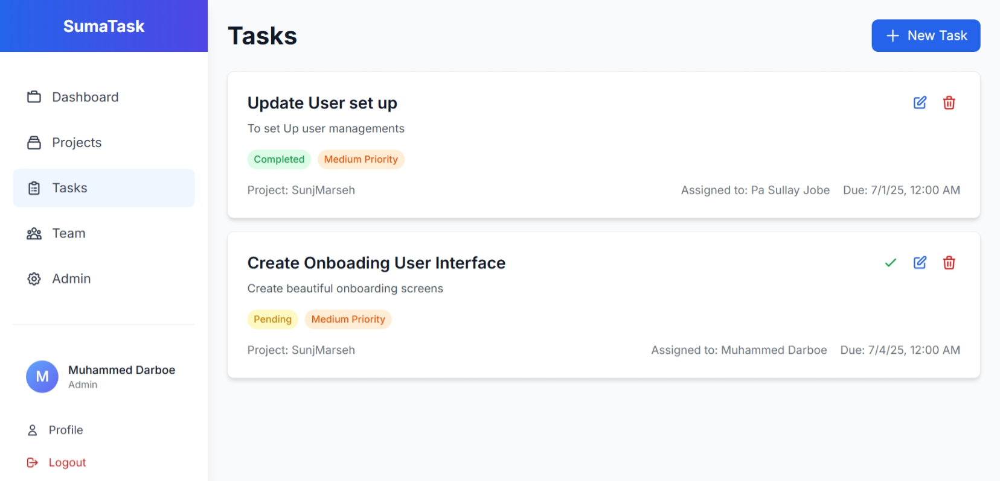 SumaTask
Dashboard
Projects
Tasks
Team
Admin
M
Muhammed Darboe
Admin
Profile
Logout
Tasks
New Task
Update User set up
To set Up user managements
Completed
Medium Priority
Project: SunjMarseh
Assigned to: Pa Sullay Jobe
Due: 7/1/25, 12:00 AM
Create Onboading User Interface
Create beautiful onboarding screens
Pending
Medium Priority
Project: SunjMarseh
Assigned to: Muhammed Darboe
Due: 7/4/25, 12:00 AM